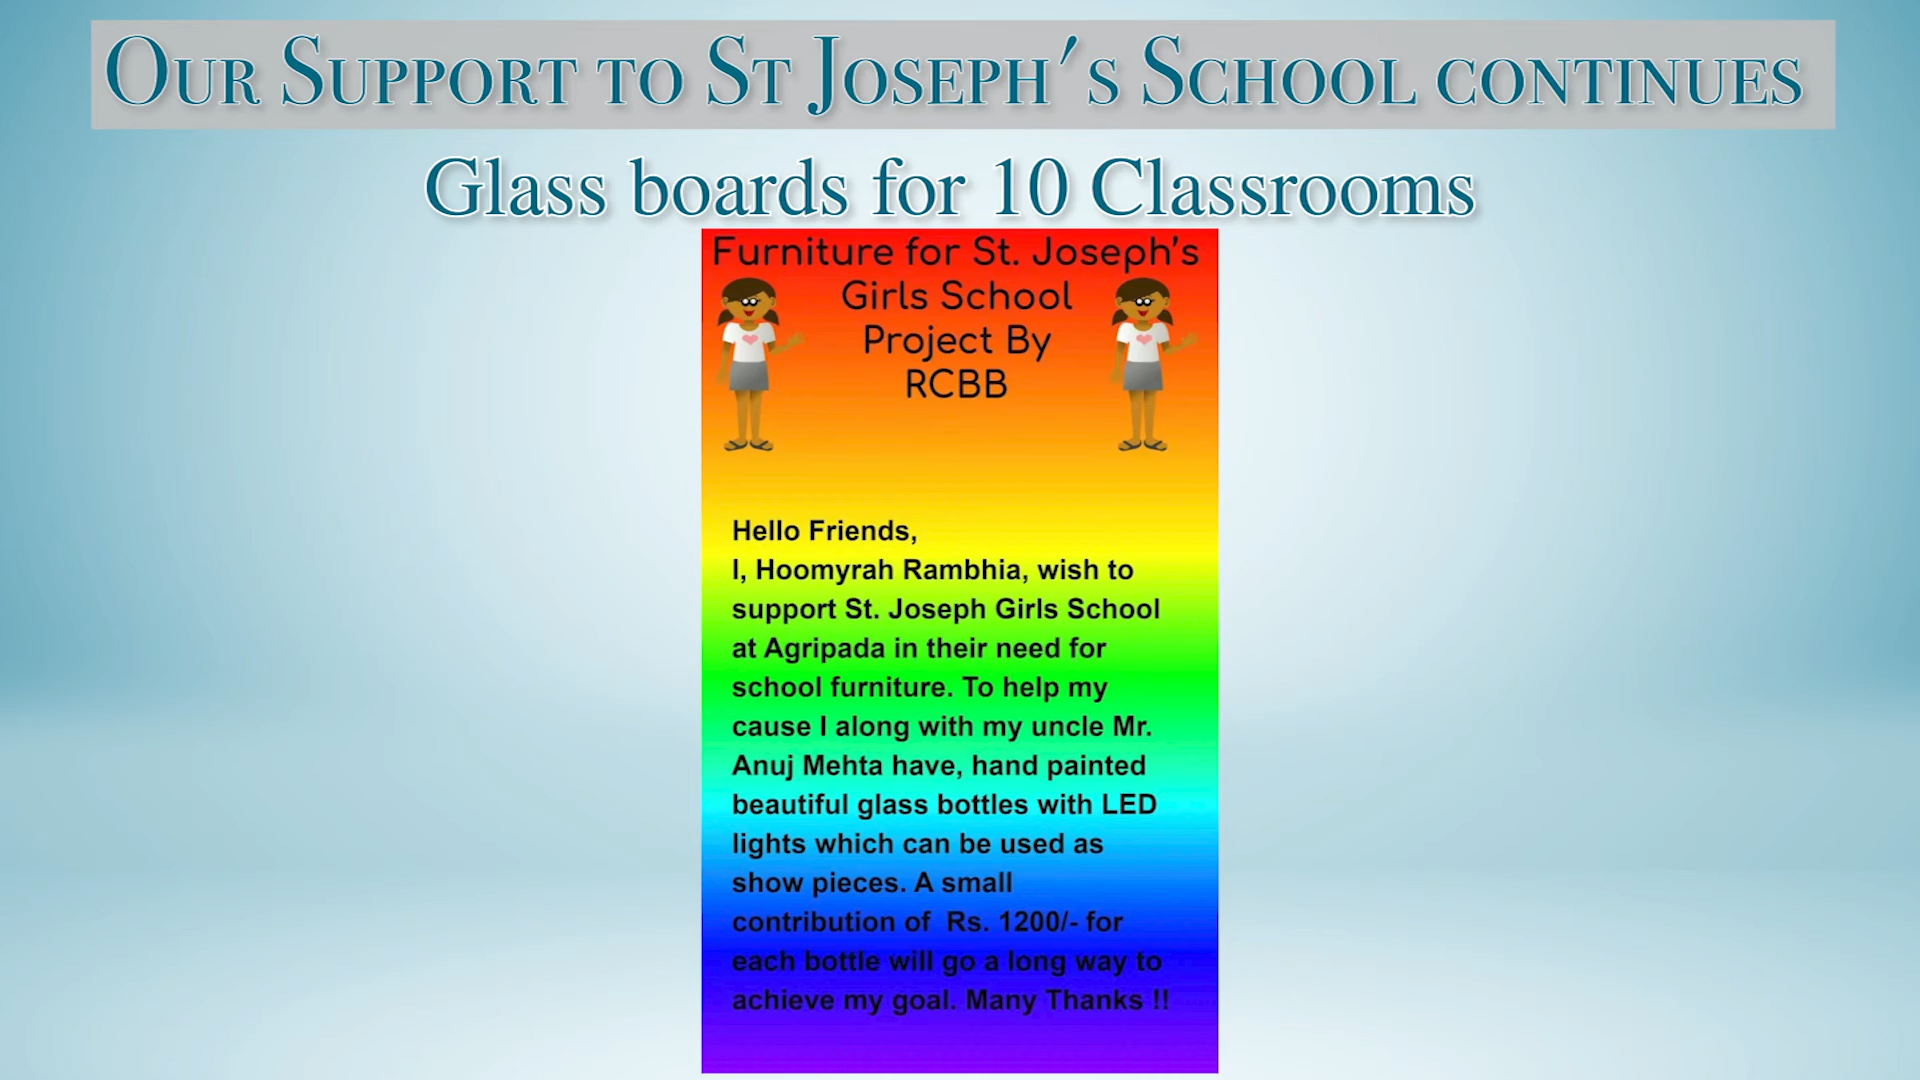 Our Support to St Joseph's School continues
Glass boards for 10 Classrooms
Furniture for St. Joseph's
Girls School
Project By
RCBB
Hello Friends,
I, Hoomyrah Rambhia, wish to
support St. Joseph Girls School
at Agripada in their need for
school furniture. To help my
cause I along with my uncle Mr.
Anuj Mehta have, hand painted
beautiful glass bottles with LED
lights which can be used as
show pieces. A small
contribution of  Rs. 1200/- for
each bottle will go a long way to
achieve my goal. Many Thanks !!